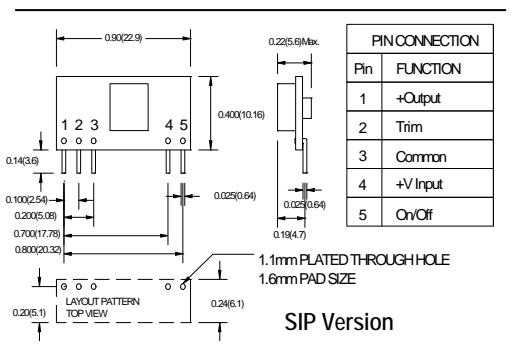 0.90(22.9)
0.22(5.6)Max.
0.400(10.16)
1 2 3 4 5
0.14(3.6)
0.100(2.54)
0.200(5.08)
0.700(17.78)
0.800(20.32)
0.025(0.64)
0.025(0.64)
0.19(4.7)
PIN CONNECTION
Pin FUNCTION
1 +Output
2 Trim
3 Common
4 +V Input
5 On/Off
1.1mm PLATED THROUGH HOLE
1.6mm PAD SIZE
LAYOUT PATTERN
TOP VIEW
0.20(5.1)
0.24(6.1)
SIP Version